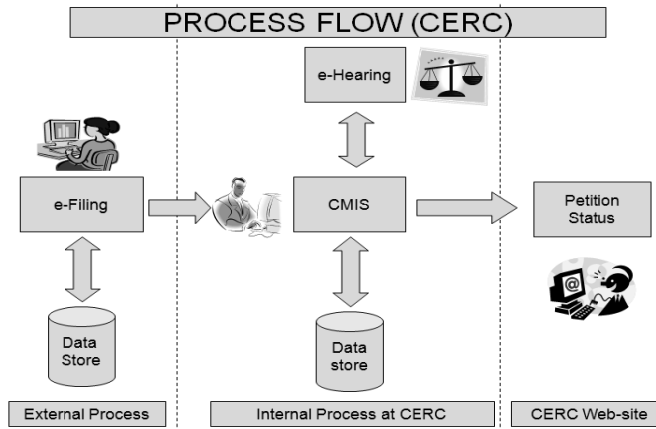 PROCESS FLOW (CERC)
e-Hearing
e-Filing
CMIS
Petition
Status
@
Data
Store
Data
store
External Process
Internal Process at CERC
CERC Web-site